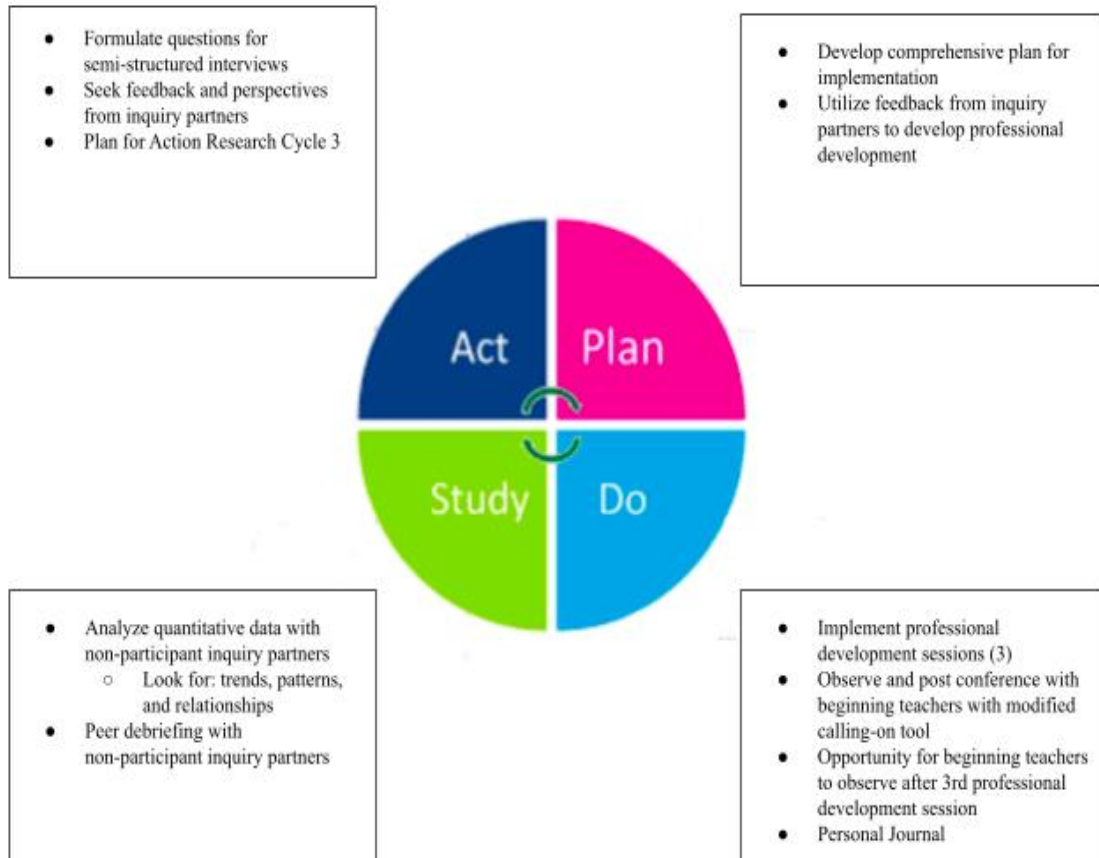 ● Formulate questions for
semi-structured interviews
● Seek feedback and perspectives
from inquiry partners
● Plan for Action Research Cycle 3
● Develop comprehensive plan for
implementation
● Utilize feedback from inquiry
partners to develop professional
development
Act
Plan
Study
Do
● Analyze quantitative data with
non-participant inquiry partners
○ Look for: trends, patterns,
and relationships
● Peer debriefing with
non-participant inquiry partners
● Implement professional
development sessions (3)
● Observe and post conference with
beginning teachers with modified
calling-on tool
● Opportunity for beginning teachers
to observe after 3rd professional
development session
● Personal Journal